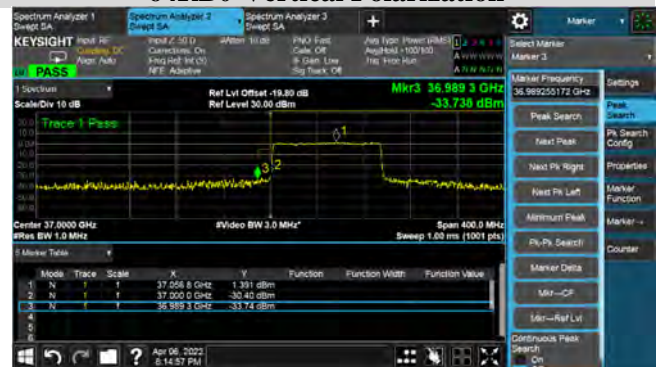 Spectrum Analyzer 1
Swept SA
Spectrum Analyzer 2
Swept SA
Spectrum Analyzer 3
Swept SA
+
Marker
KEYSIGHT
Input: RF
Coupling: DC
Align: Auto
Input Z: 50 Ω
Corrections: On
Freq Ref: Int (S)
NFE: Adaptive
#Atten: 10 dB
PNO: Fast
Gate: Off
IF Gain: Low
Sig Track: Off
Avg Type: Power (RMS)
Avg|Hold: >100/100
Trig: Free Run
PASS
Select Marker
Marker 3
1 Spectrum
Scale/Div 10 dB
Ref Lvl Offset -19.80 dB
Ref Level 30.00 dBm
Mkr3 36.989 3 GHz
-33.738 dBm
Trace 1 Pass
1
3
2
Center 37.0000 GHz
#Res BW 1.0 MHz
#Video BW 3.0 MHz*
Span 400.0 MHz
Sweep 1.00 ms (1001 pts)
5 Marker Table
Mode Trace Scale X Y Function Function Width Function Value
1 N 1 f 37.056 8 GHz 1.391 dBm
2 N 1 f 37.000 0 GHz -30.40 dBm
3 N 1 f 36.989 3 GHz -33.74 dBm
4
5
6
Marker Frequency
36.989255172 GHz
Peak Search
Next Peak
Next Pk Right
Next Pk Left
Minimum Peak
Pk-Pk Search
Marker Delta
Mkr→CF
Mkr→Ref Lvl
Continuous Peak
Search
On
Settings
Peak
Search
Pk Search
Config
Properties
Marker
Function
Marker→
Counter
?
Apr 06, 2022
8:14:57 PM